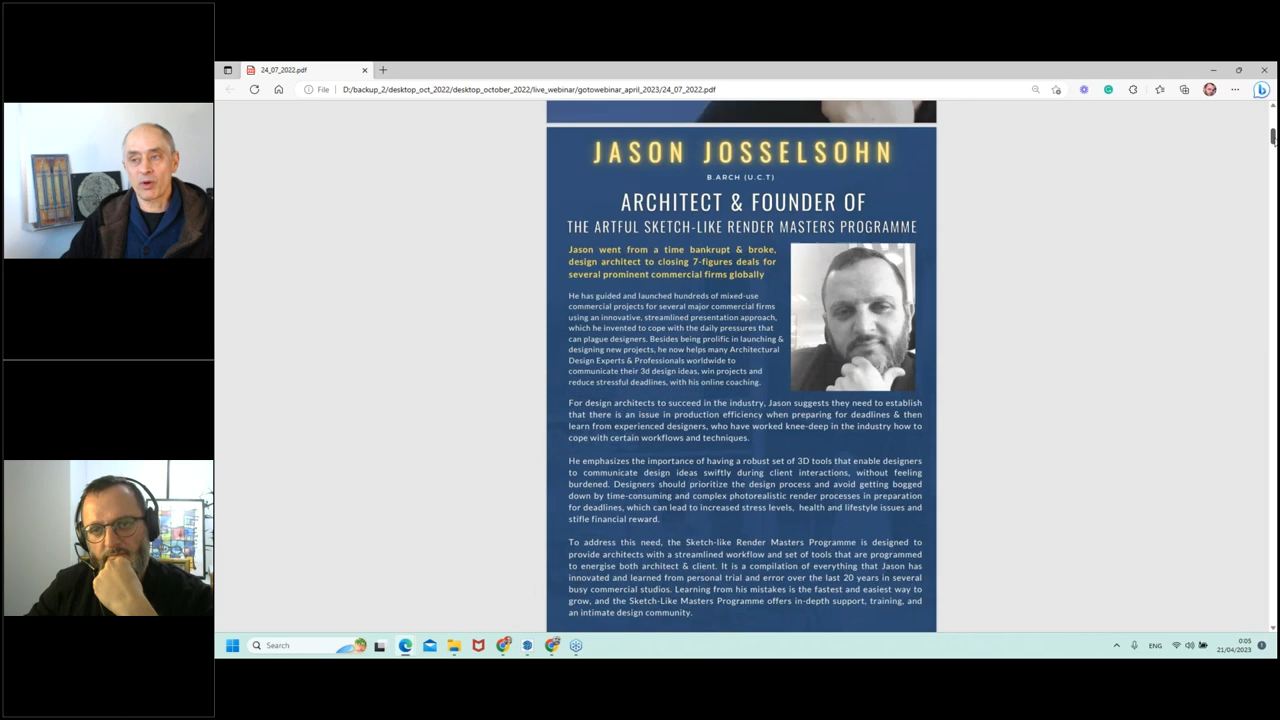 24_07_2022.pdf
File
D:/backup_2/desktop_oct_2022/desktop_october_2022/live_webinar/gotowebinar_april_2023/24_07_2022.pdf
JASON JOSSELSOHN
B.ARCH (U.C.T)
ARCHITECT & FOUNDER OF
THE ARTFUL SKETCH-LIKE RENDER MASTERS PROGRAMME
Jason went from a time bankrupt & broke,
design architect to closing 7-figures deals for
several prominent commercial firms globally
He has guided and launched hundreds of mixed-use
commercial projects for several major commercial firms
using an innovative, streamlined presentation approach,
which he invented to cope with the daily pressures that
can plague designers. Besides being prolific in launching &
designing new projects, he now helps many Architectural
Design Experts & Professionals worldwide to
communicate their 3d design ideas, win projects and
reduce stressful deadlines, with his online coaching.
For design architects to succeed in the industry, Jason suggests they need to establish
that there is an issue in production efficiency when preparing for deadlines & then
learn from experienced designers, who have worked knee-deep in the industry how to
cope with certain workflows and techniques.
He emphasizes the importance of having a robust set of 3D tools that enable designers
to communicate design ideas swiftly during client interactions, without feeling
burdened. Designers should prioritize the design process and avoid getting bogged
down by time-consuming and complex photorealistic render processes in preparation
for deadlines, which can lead to increased stress levels, health and lifestyle issues and
stifle financial reward.
To address this need, the Sketch-like Render Masters Programme is designed to
provide architects with a streamlined workflow and set of tools that are programmed
to energise both architect & client. It is a compilation of everything that Jason has
innovated and learned from personal trial and error over the last 20 years in several
busy commercial studios. Learning from his mistakes is the fastest and easiest way to
grow, and the Sketch-Like Masters Programme offers in-depth support, training, and
an intimate design community.
Search
ENG
0:05
21/04/2023